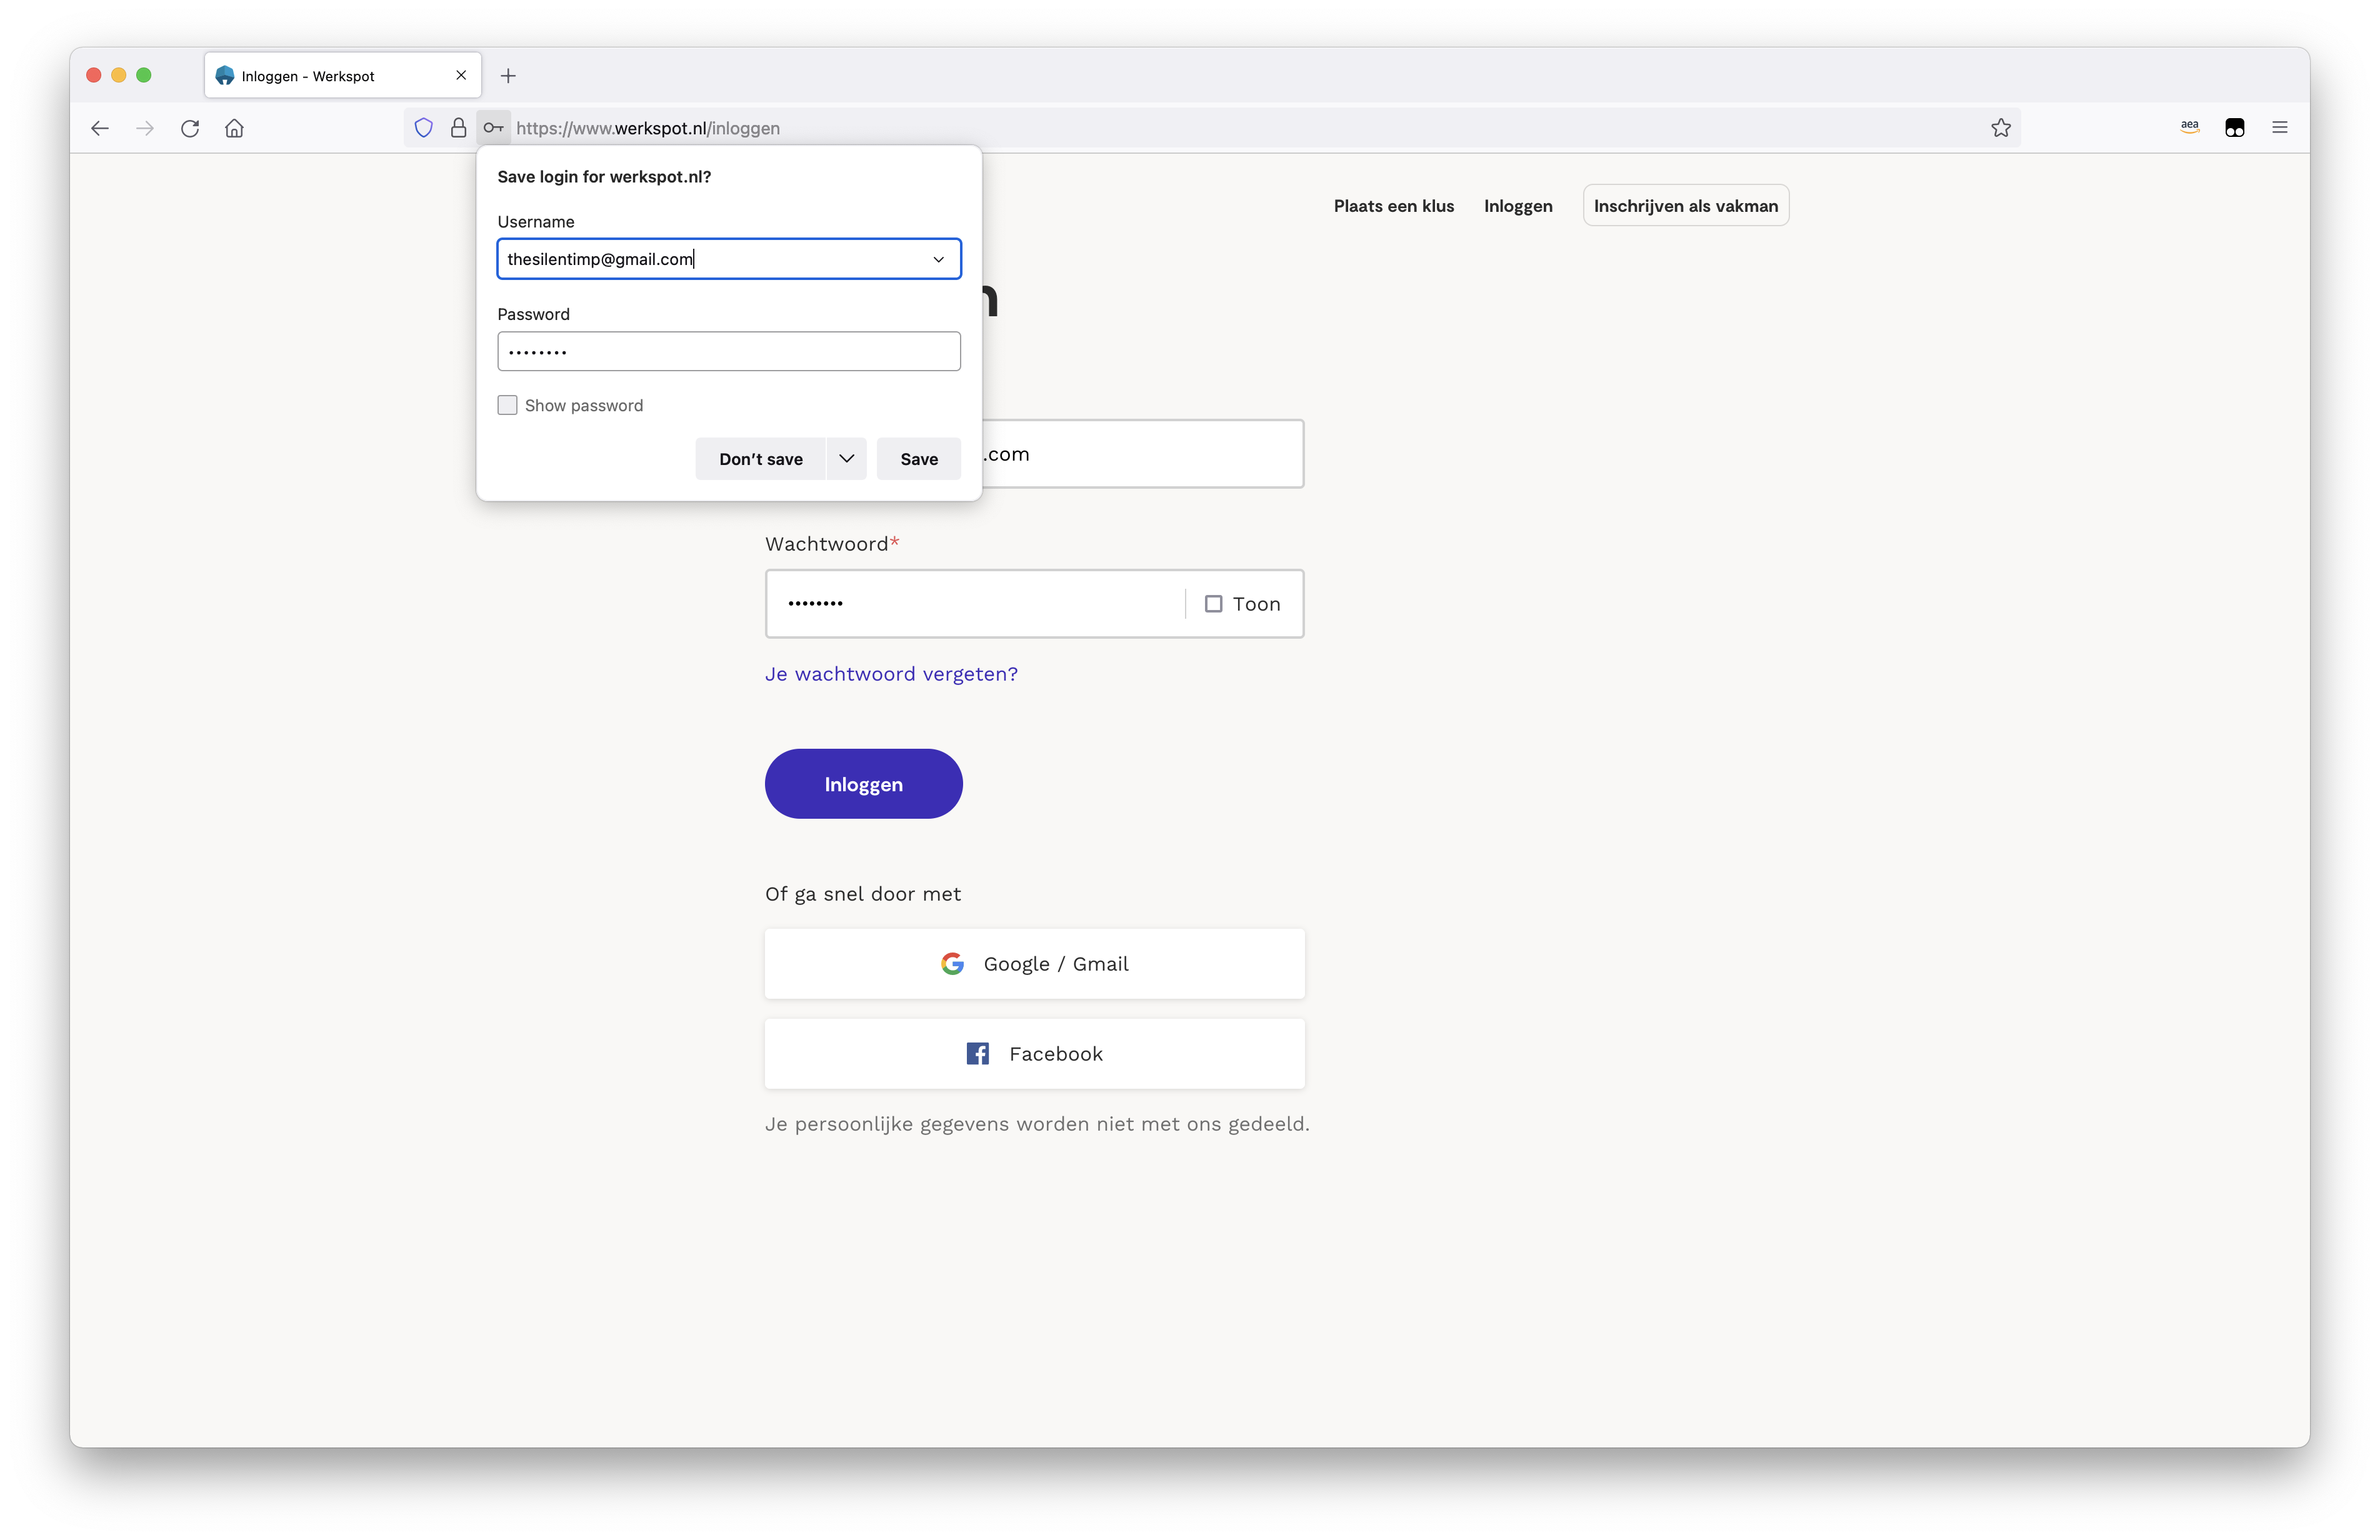 Inloggen - Werkspot
https://www.werkspot.nl/inloggen
aea
Save login for werkspot.nl?
Username
thesilentimp@gmail.com
Password
••••••••
Show password
Don't save
Save
Plaats een klus
Inloggen
Inschrijven als vakman
n
.com
Wachtwoord*
••••••••
Toon
Je wachtwoord vergeten?
Inloggen
Of ga snel door met
Google / Gmail
Facebook
Je persoonlijke gegevens worden niet met ons gedeeld.